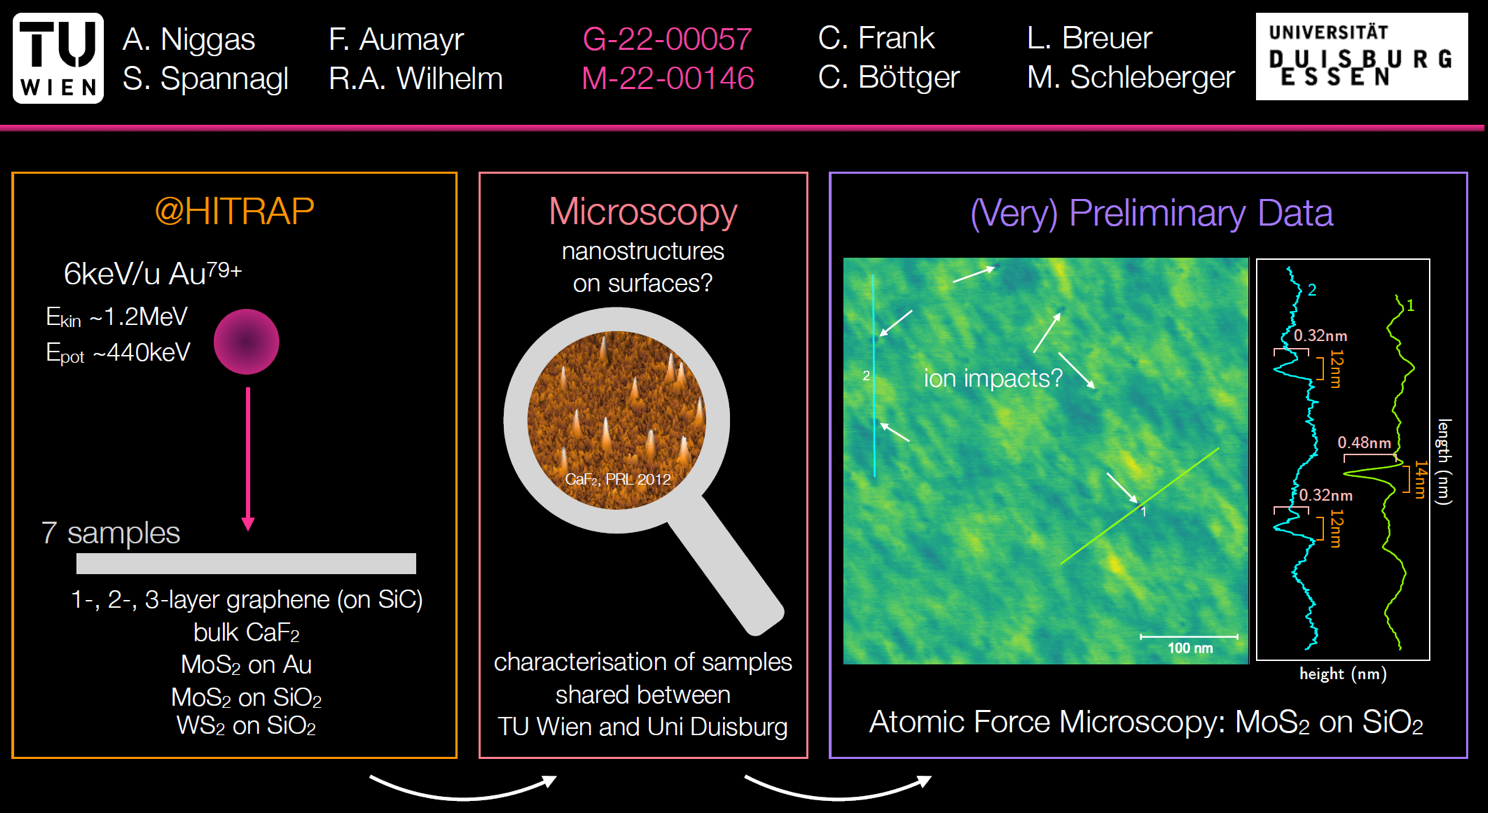 TU
WIEN
A. Niggas
S. Spannagl
F. Aumayr
R.A. Wilhelm
G-22-00057
M-22-00146
C. Frank
C. Böttger
L. Breuer
M. Schleberger
UNIVERSITÄT
DUISBURG
ESSEN
@HITRAP
6keV/u Au⁷⁹⁺
Eₖᵢₙ ~1.2MeV
Eₚₒₜ ~440keV
7 samples
1-, 2-, 3-layer graphene (on SiC)
bulk CaF₂
MoS₂ on Au
MoS₂ on SiO₂
WS₂ on SiO₂
Microscopy
nanostructures
on surfaces?
CaF₂, PRL 2012
characterisation of samples
shared between
TU Wien and Uni Duisburg
(Very) Preliminary Data
2
ion impacts?
1
100 nm
2
1
0.32nm
12nm
0.48nm
14nm
0.32nm
12nm
length (nm)
height (nm)
Atomic Force Microscopy: MoS₂ on SiO₂